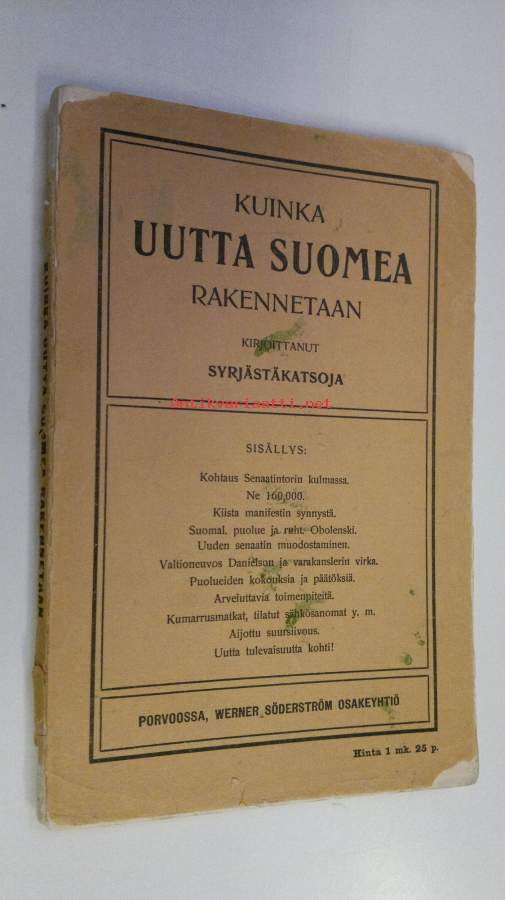 KUINKA
UUTTA SUOMEA
RAKENNETAAN
KIRJOITTANUT
SYRJÄSTÄKATSOJA
antikvariaatti.net
SISÄLLYS:
Kohtaus Senaatintorin kulmassa.
Ne 160,000.
Kiista manifestin synnystä.
Suomal. puolue ja ruht. Obolenski.
Uuden senaatin muodostaminen.
Valtioneuvos Danielson ja varakanslerin virka.
Puolueiden kokouksia ja päätöksiä.
Arveluttavia toimenpiteitä.
Kumarrusmatkat, tilatut sähkösanomat y. m.
Aijottu suursiivous.
Uutta tulevaisuutta kohti!
PORVOOSSA, WERNER SÖDERSTRÖM OSAKEYHTIÖ
Hinta 1 mk. 25 p.
KUINKA UUTTA SUOMEA RAKENNETAAN